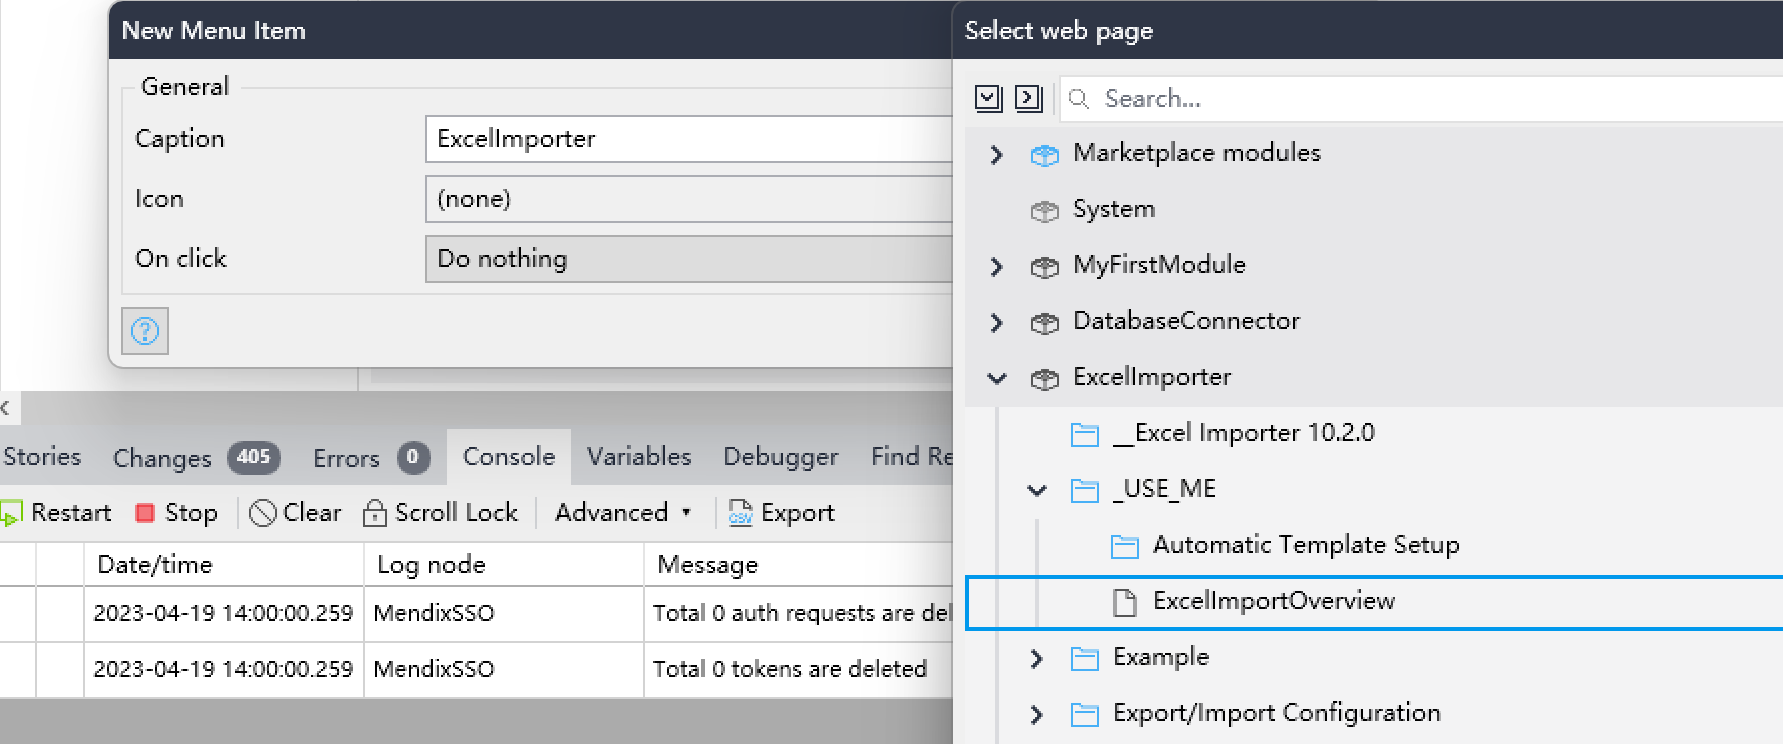 New Menu Item
General
Caption
ExcelImporter
Icon
(none)
On click
Do nothing
Stories
Changes
405
Errors
0
Console
Variables
Debugger
Find Re
Restart
Stop
Clear
Scroll Lock
Advanced
Export
Date/time
Log node
Message
2023-04-19 14:00:00.259
MendixSSO
Total 0 auth requests are del
2023-04-19 14:00:00.259
MendixSSO
Total 0 tokens are deleted
Select web page
Search...
Marketplace modules
System
MyFirstModule
DatabaseConnector
ExcelImporter
__Excel Importer 10.2.0
_USE_ME
Automatic Template Setup
ExcelImportOverview
Example
Export/Import Configuration